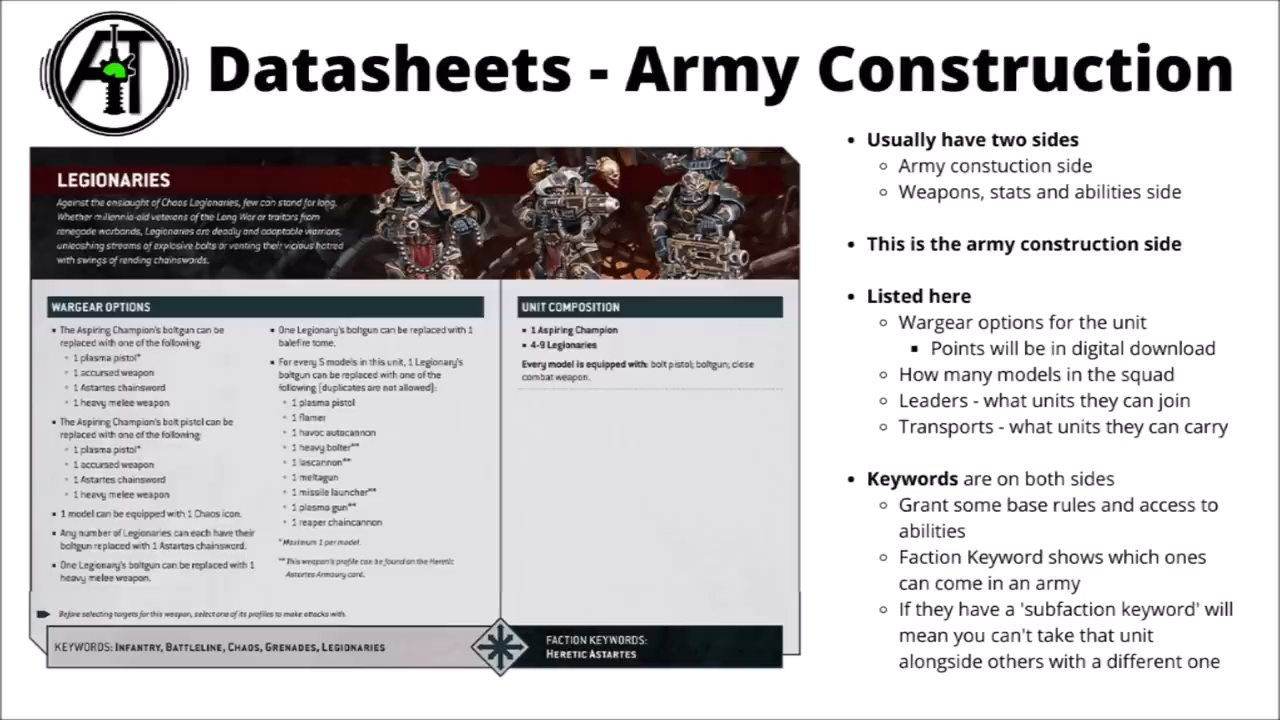 AT
Datasheets - Army Construction
LEGIONARIES
Against the onslaught of Chaos Legionaries, few can stand for long.
Whether millennia-old veterans of the Long War or traitors from
renegade warbands, Legionaries are deadly and adaptable warriors,
unleashing streams of explosive bolts or venting their vicious hatred
with swings of rending chainswords.
WARGEAR OPTIONS
▪ The Aspiring Champion's boltgun can be
replaced with one of the following:
◦ 1 plasma pistol*
◦ 1 accursed weapon
◦ 1 Astartes chainsword
◦ 1 heavy melee weapon
▪ The Aspiring Champion's bolt pistol can be
replaced with one of the following:
◦ 1 plasma pistol*
◦ 1 accursed weapon
◦ 1 Astartes chainsword
◦ 1 heavy melee weapon
▪ 1 model can be equipped with 1 Chaos icon.
▪ Any number of Legionaries can each have their
boltgun replaced with 1 Astartes chainsword.
▪ One Legionary's boltgun can be replaced with 1
heavy melee weapon.
▪ One Legionary's boltgun can be replaced with 1
balefire tome.
▪ For every 5 models in this unit, 1 Legionary's
boltgun can be replaced with one of the
following (duplicates are not allowed):
◦ 1 plasma pistol
◦ 1 flamer
◦ 1 havoc autocannon
◦ 1 heavy bolter**
◦ 1 lascannon**
◦ 1 meltagun
◦ 1 missile launcher**
◦ 1 plasma gun**
◦ 1 reaper chaincannon
* Maximum 1 per model.
** This weapon's profile can be found on the Heretic
Astartes Armoury card.
Before selecting targets for this weapon, select one of its profiles to make attacks with.
UNIT COMPOSITION
▪ 1 Aspiring Champion
▪ 4-9 Legionaries
Every model is equipped with: bolt pistol; boltgun; close
combat weapon.
KEYWORDS: INFANTRY, BATTLELINE, CHAOS, GRENADES, LEGIONARIES
FACTION KEYWORDS:
HERETIC ASTARTES
• Usually have two sides
◦ Army constuction side
◦ Weapons, stats and abilities side
• This is the army construction side
• Listed here
◦ Wargear options for the unit
▪ Points will be in digital download
◦ How many models in the squad
◦ Leaders - what units they can join
◦ Transports - what units they can carry
• Keywords are on both sides
◦ Grant some base rules and access to
abilities
◦ Faction Keyword shows which ones
can come in an army
◦ If they have a 'subfaction keyword' will
mean you can't take that unit
alongside others with a different one